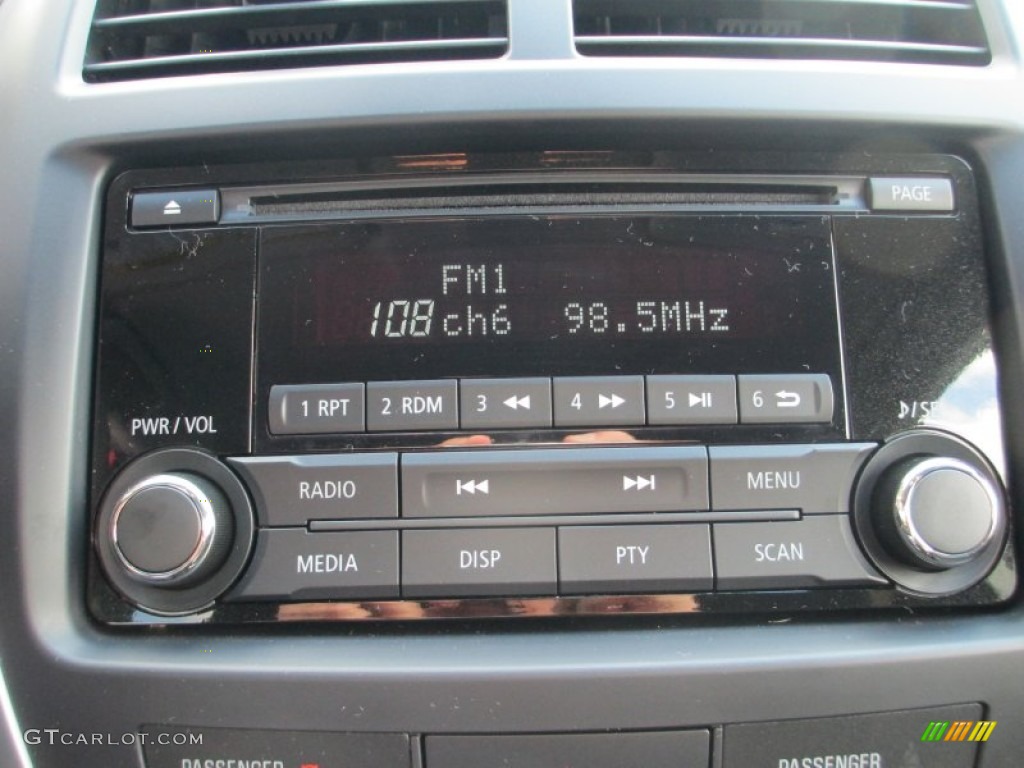 PAGE
FM1
108 ch6 98.5MHz
1 RPT 2 RDM 3 4 5 6
PWR / VOL
RADIO MENU
MEDIA DISP PTY SCAN
GTCARLOT.COM
PASSENGER PASSENGER